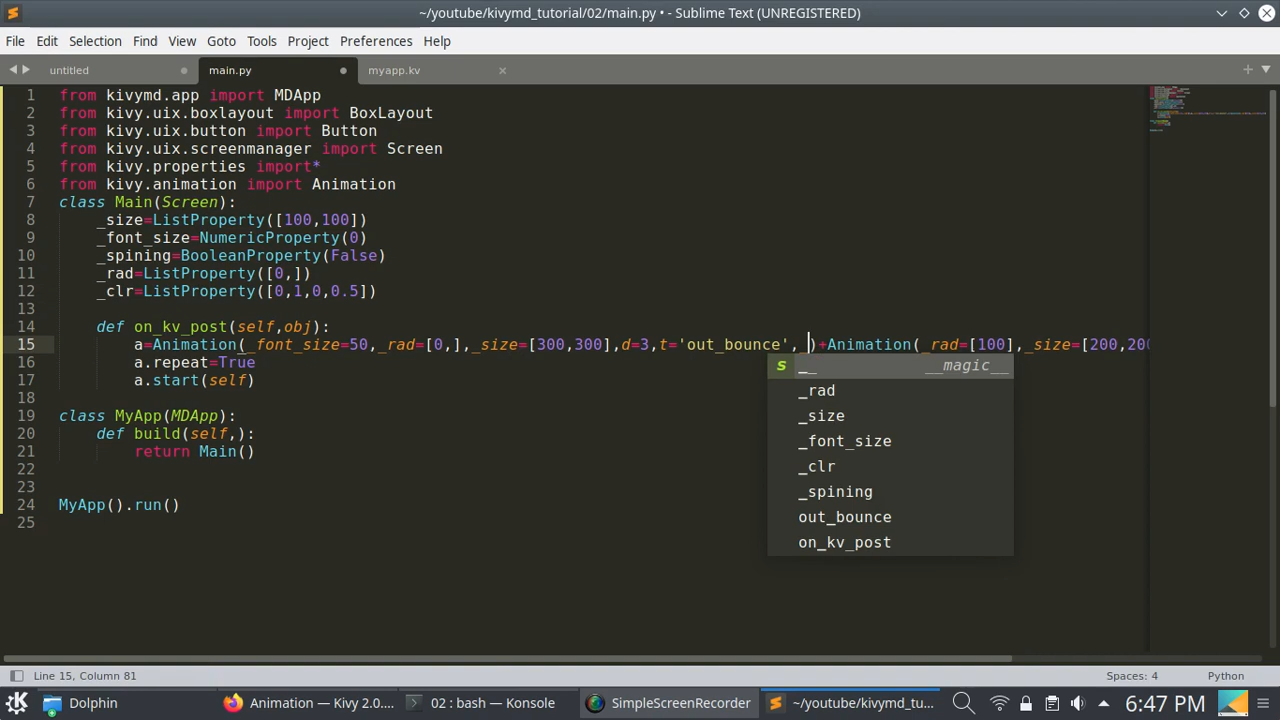 ~/youtube/kivymd_tutorial/02/main.py • - Sublime Text (UNREGISTERED)
File Edit Selection Find View Goto Tools Project Preferences Help
untitled main.py myapp.kv
1 from kivymd.app import MDApp
2 from kivy.uix.boxlayout import BoxLayout
3 from kivy.uix.button import Button
4 from kivy.uix.screenmanager import Screen
5 from kivy.properties import*
6 from kivy.animation import Animation
7 class Main(Screen):
8 _size=ListProperty([100,100])
9 _font_size=NumericProperty(0)
10 _spining=BooleanProperty(False)
11 _rad=ListProperty([0,])
12 _clr=ListProperty([0,1,0,0.5])
13
14 def on_kv_post(self,obj):
15 a=Animation(_font_size=50,_rad=[0,],_size=[300,300],d=3,t='out_bounce',_)+Animation(_rad=[100],_size=[200,200
16 a.repeat=True
17 a.start(self)
18
19 class MyApp(MDApp):
20 def build(self,):
21 return Main()
22
23
24 MyApp().run()
25
s __ __magic__
_rad
_size
_font_size
_clr
_spining
out_bounce
on_kv_post
Line 15, Column 81 Spaces: 4 Python
Dolphin Animation — Kivy 2.0.... 02 : bash — Konsole SimpleScreenRecorder ~/youtube/kivymd_tu... 6:47 PM